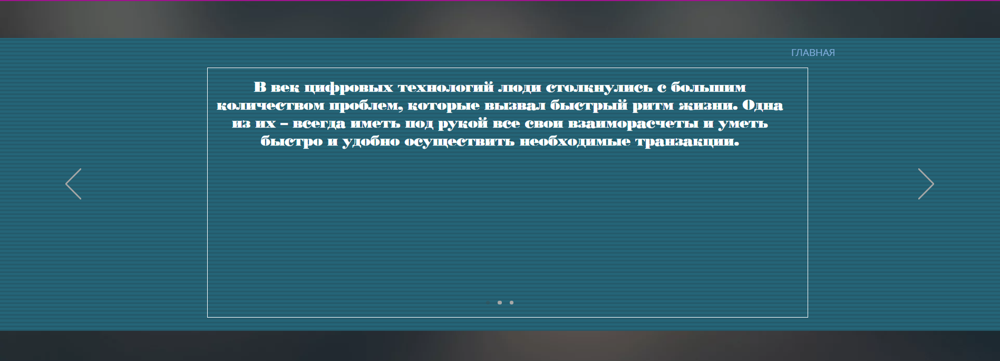 ГЛАВНАЯ
В век цифровых технологий люди столкнулись с большим
количеством проблем, которые вызвал быстрый ритм жизни. Одна
из их – всегда иметь под рукой все свои взаиморасчеты и уметь
быстро и удобно осуществить необходимые транзакции.